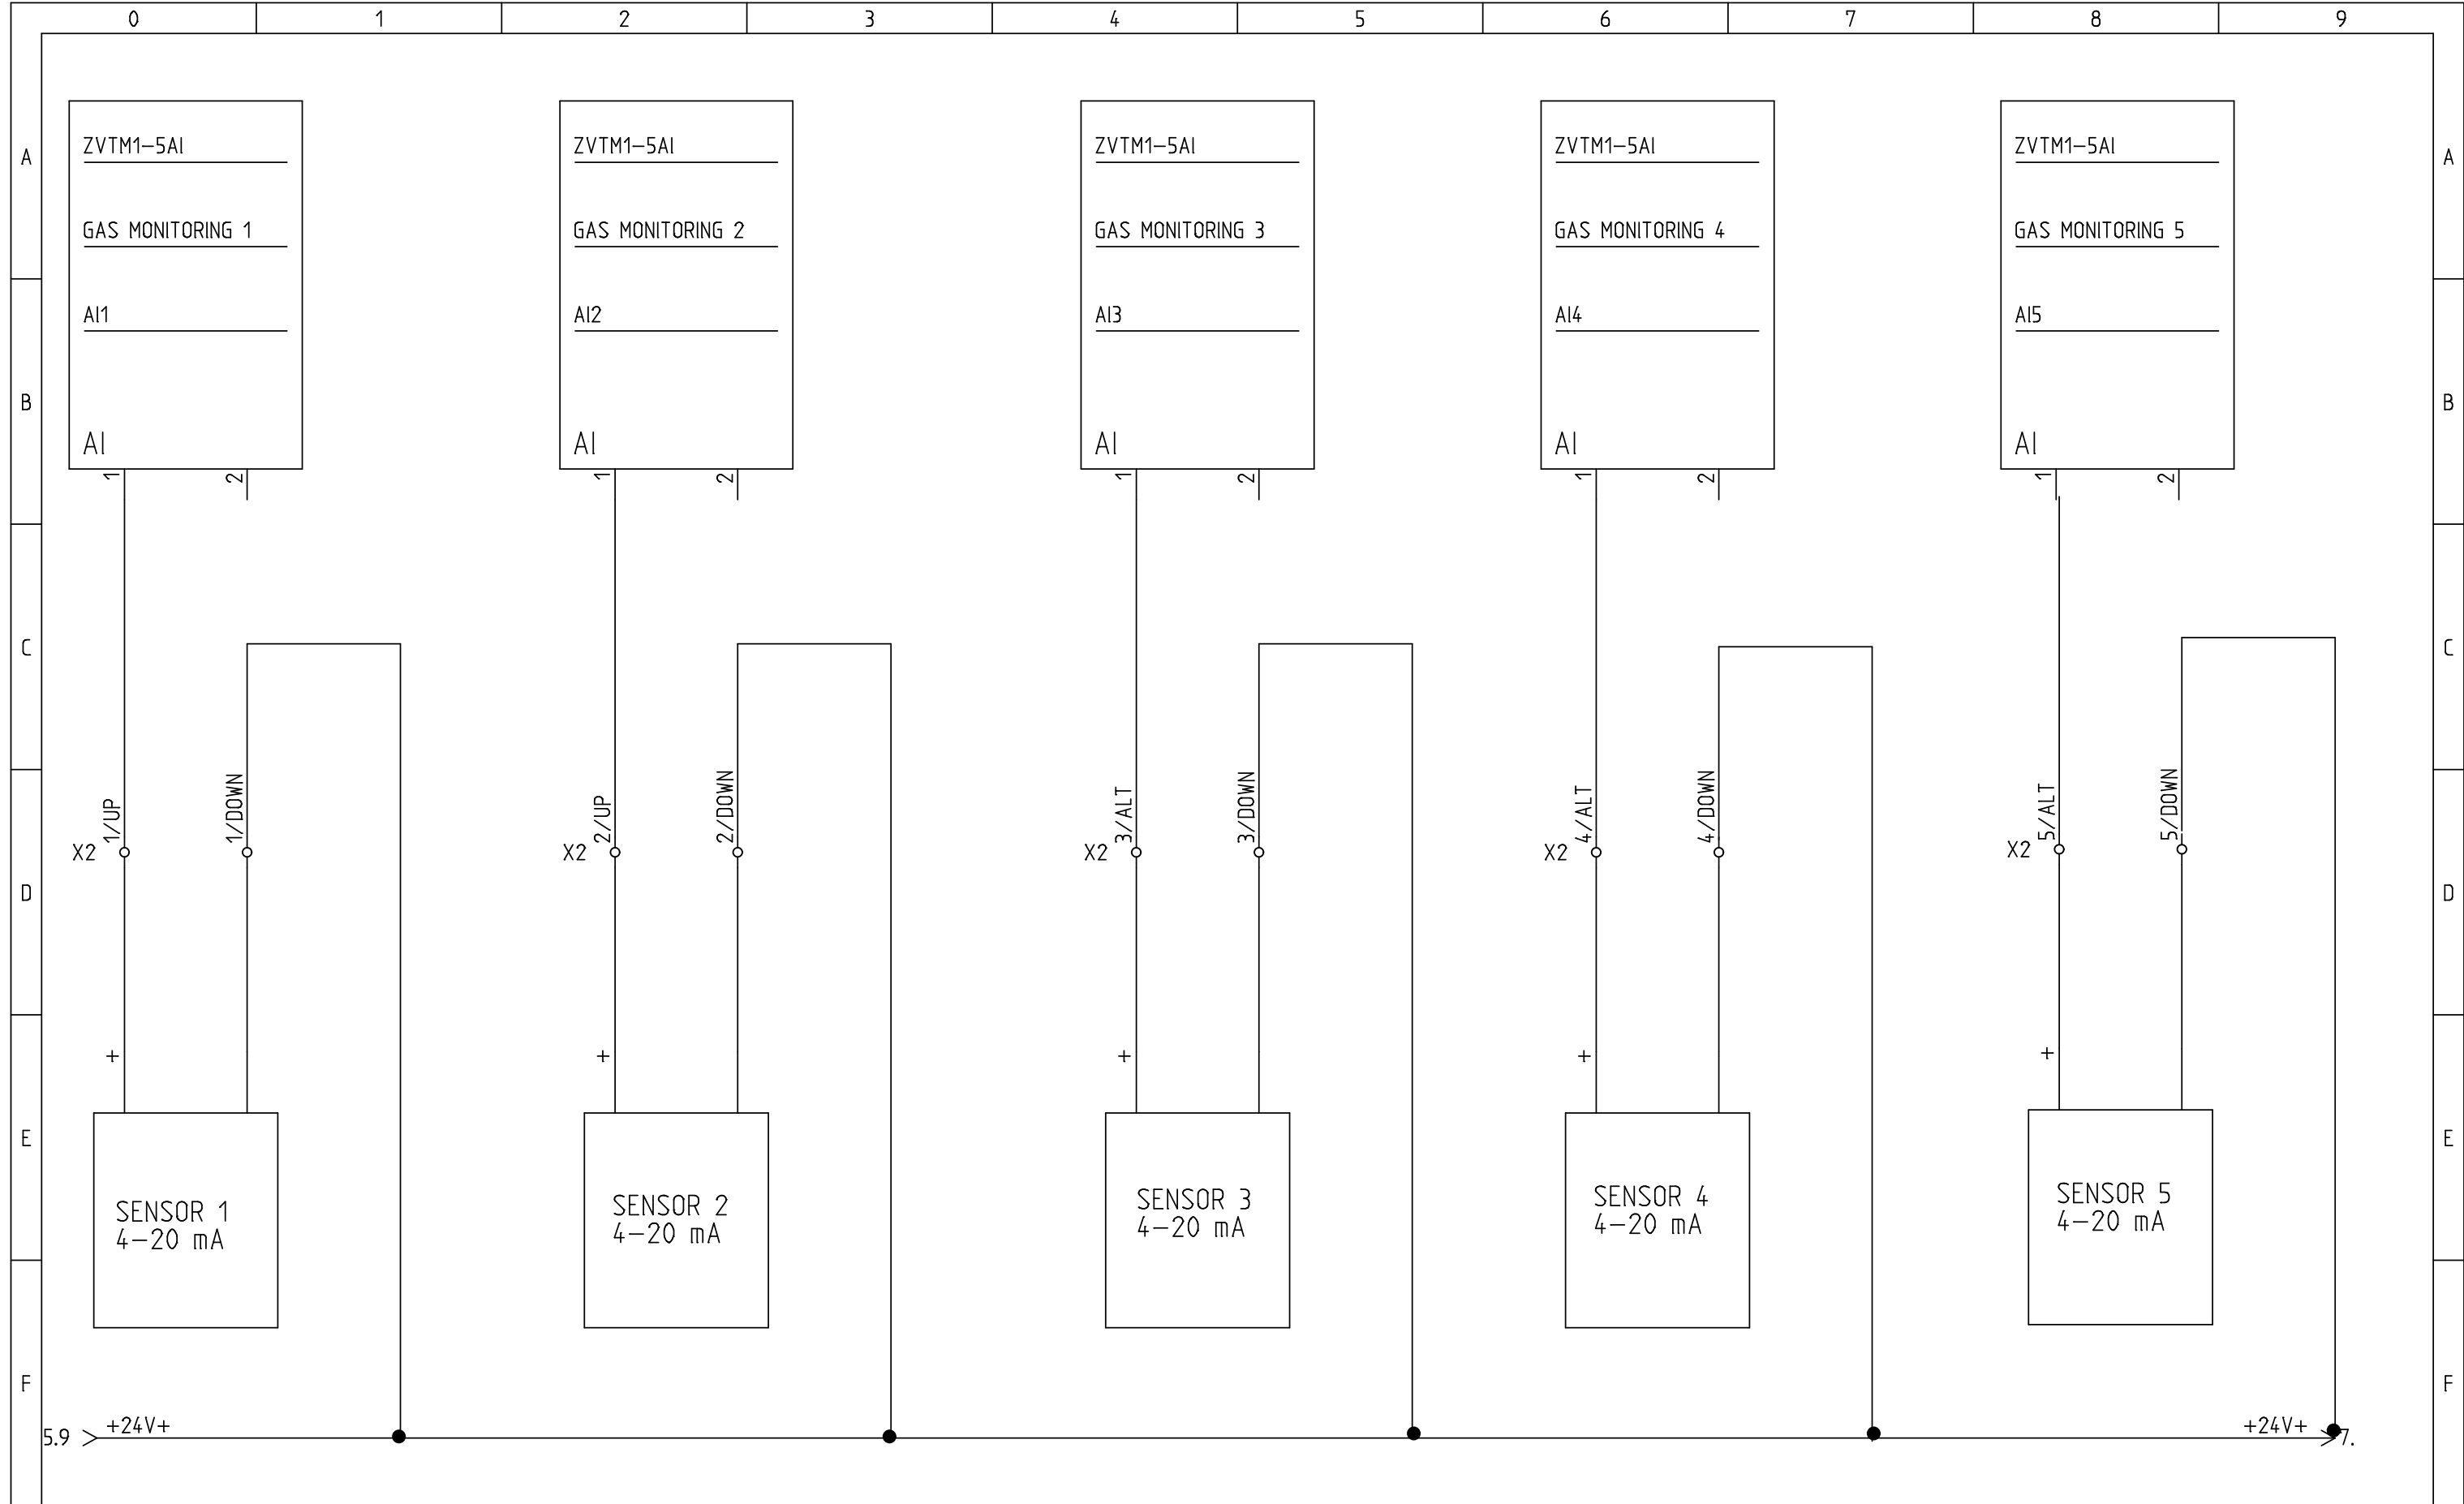 0 1 2 3 4 5 6 7 8 9
A A
ZVTM1-5AI
GAS MONITORING 1
AI1
AI
1 2
ZVTM1-5AI
GAS MONITORING 2
AI2
AI
1 2
ZVTM1-5AI
GAS MONITORING 3
AI3
AI
1 2
ZVTM1-5AI
GAS MONITORING 4
AI4
AI
1 2
ZVTM1-5AI
GAS MONITORING 5
AI5
AI
1 2
B B
C C
X2 1/UP 1/DOWN
X2 2/UP 2/DOWN
X2 3/ALT 3/DOWN
X2 4/ALT 4/DOWN
X2 5/ALT 5/DOWN
D D
+ + + + +
E E
SENSOR 1
4-20 mA
SENSOR 2
4-20 mA
SENSOR 3
4-20 mA
SENSOR 4
4-20 mA
SENSOR 5
4-20 mA
F F
5.9 +24V+ +24V+ 7.